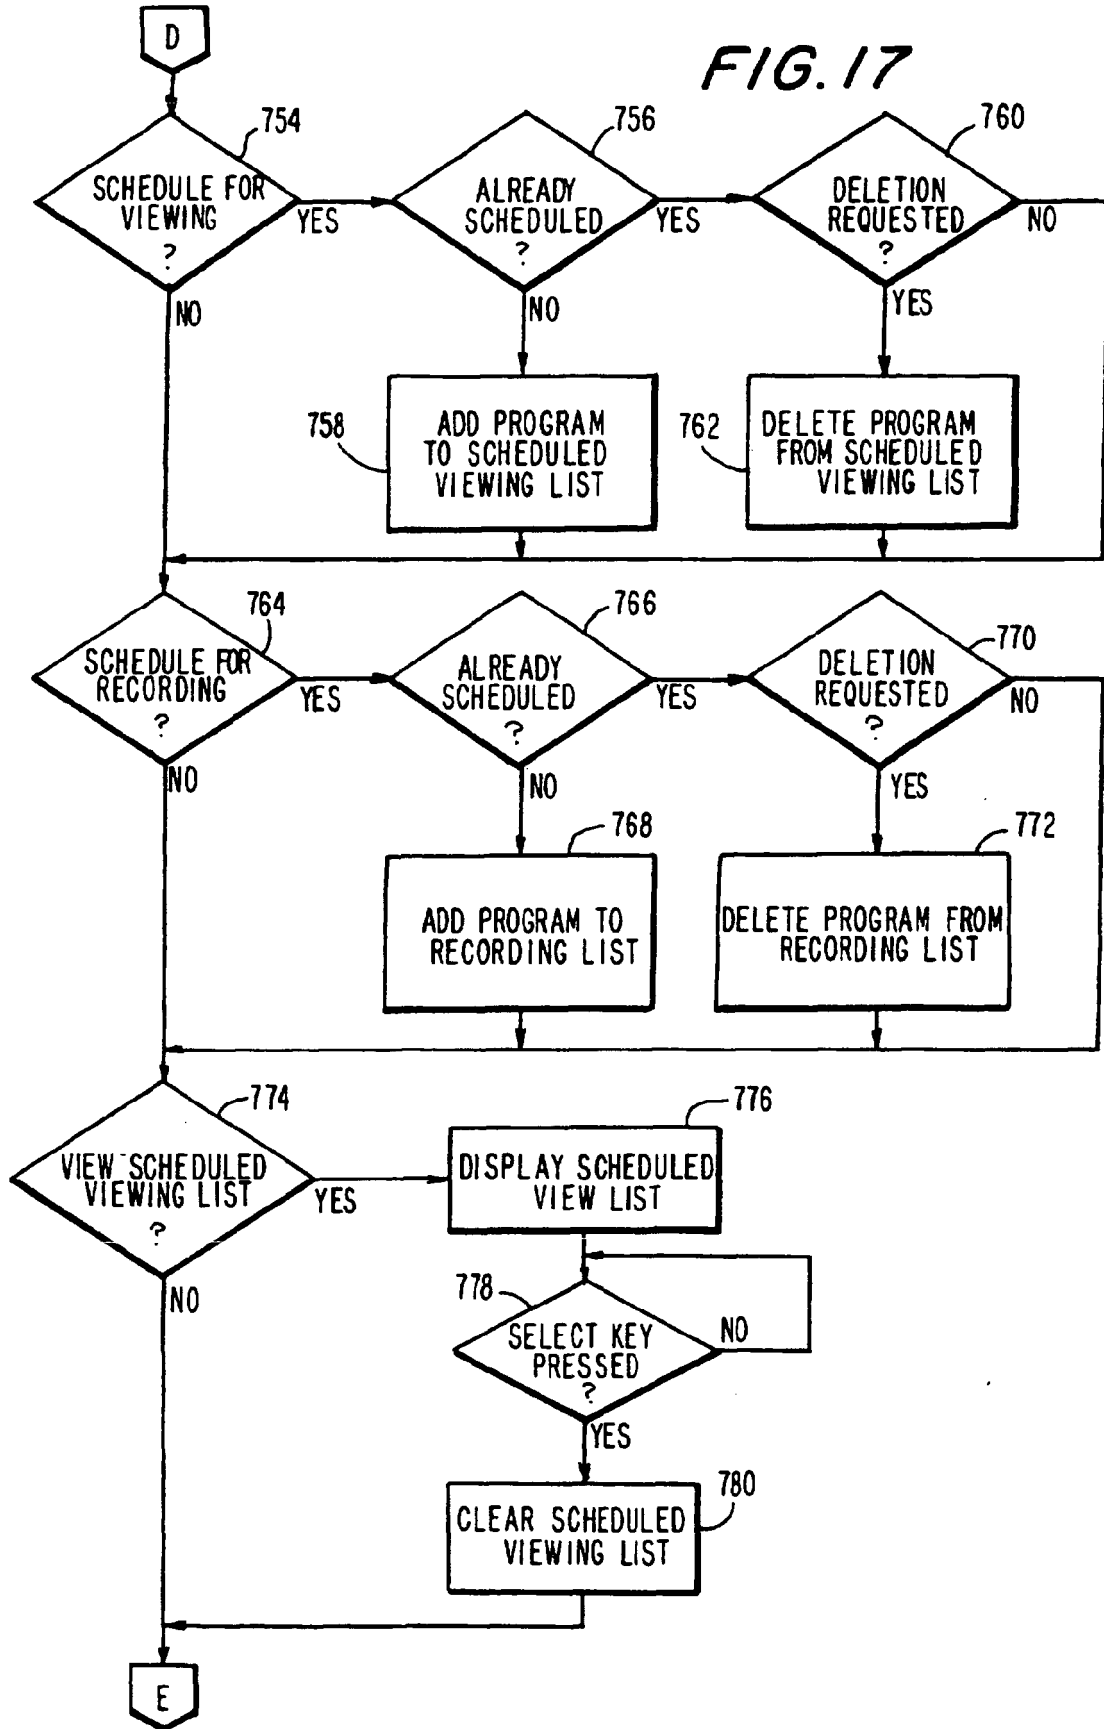 D
FIG. 17
754
756
760
SCHEDULE FOR
VIEWING
?
YES
NO
ALREADY
SCHEDULED
?
YES
NO
DELETION
REQUESTED
?
NO
YES
758
ADD PROGRAM
TO SCHEDULED
VIEWING LIST
762
DELETE PROGRAM
FROM SCHEDULED
VIEWING LIST
764
766
770
SCHEDULE FOR
RECORDING
?
YES
NO
ALREADY
SCHEDULED
?
YES
NO
DELETION
REQUESTED
?
NO
YES
768
ADD PROGRAM TO
RECORDING LIST
772
DELETE PROGRAM FROM
RECORDING LIST
774
VIEW SCHEDULED
VIEWING LIST
?
YES
NO
776
DISPLAY SCHEDULED
VIEW LIST
778
SELECT KEY
PRESSED
?
NO
YES
780
CLEAR SCHEDULED
VIEWING LIST
E